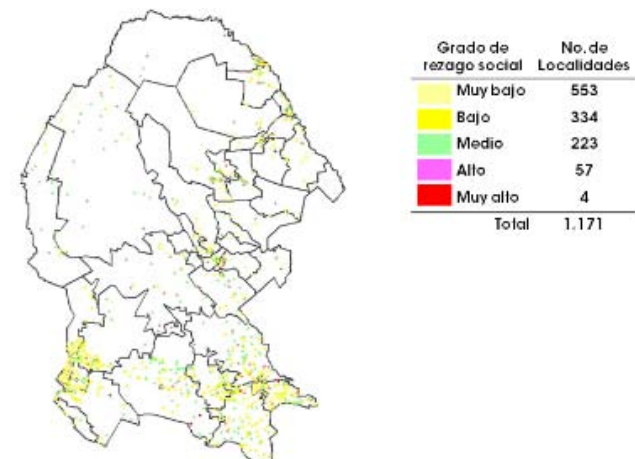 Grado de No. de
rezago social Localidades
Muy bajo 553
Bajo 334
Medio 223
Alto 57
Muy alto 4
Total 1,171